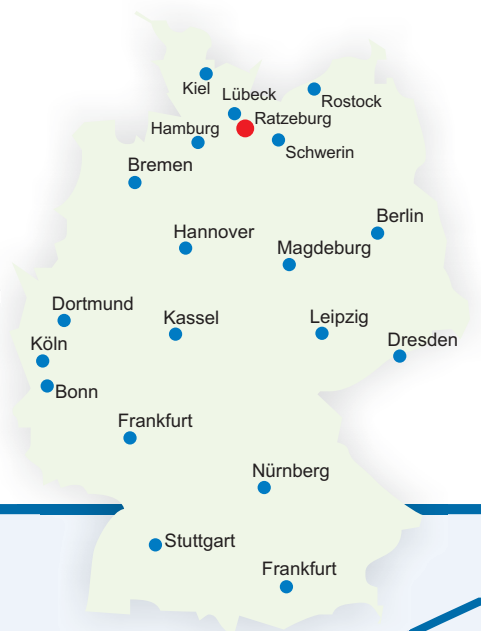 Kiel
Lübeck
Rostock
Ratzeburg
Hamburg
Schwerin
Bremen
Berlin
Hannover
Magdeburg
Dortmund
Kassel
Leipzig
Köln
Dresden
Bonn
Frankfurt
Nürnberg
Stuttgart
Frankfurt